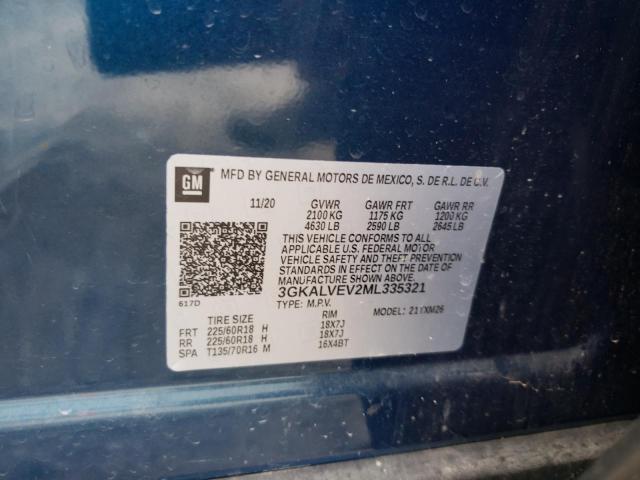 GM MFD BY GENERAL MOTORS DE MEXICO, S. DE R.L. DE C.V.
11/20 GVWR GAWR FRT GAWR RR
2100 KG 1175 KG 1200 KG
4630 LB 2590 LB 2645 LB
THIS VEHICLE CONFORMS TO ALL
APPLICABLE U.S. FEDERAL MOTOR
VEHICLE SAFETY AND THEFT PREVENTION
STANDARDS IN EFFECT ON THE DATE OF
MANUFACTURE SHOWN ABOVE.
3GKALVEV2ML335321
617D TYPE: M.P.V. MODEL: 21TXM26
TIRE SIZE RIM
FRT 225/60R18 H 18X7J
RR 225/60R18 H 18X7J
SPA T135/70R16 M 16X4BT